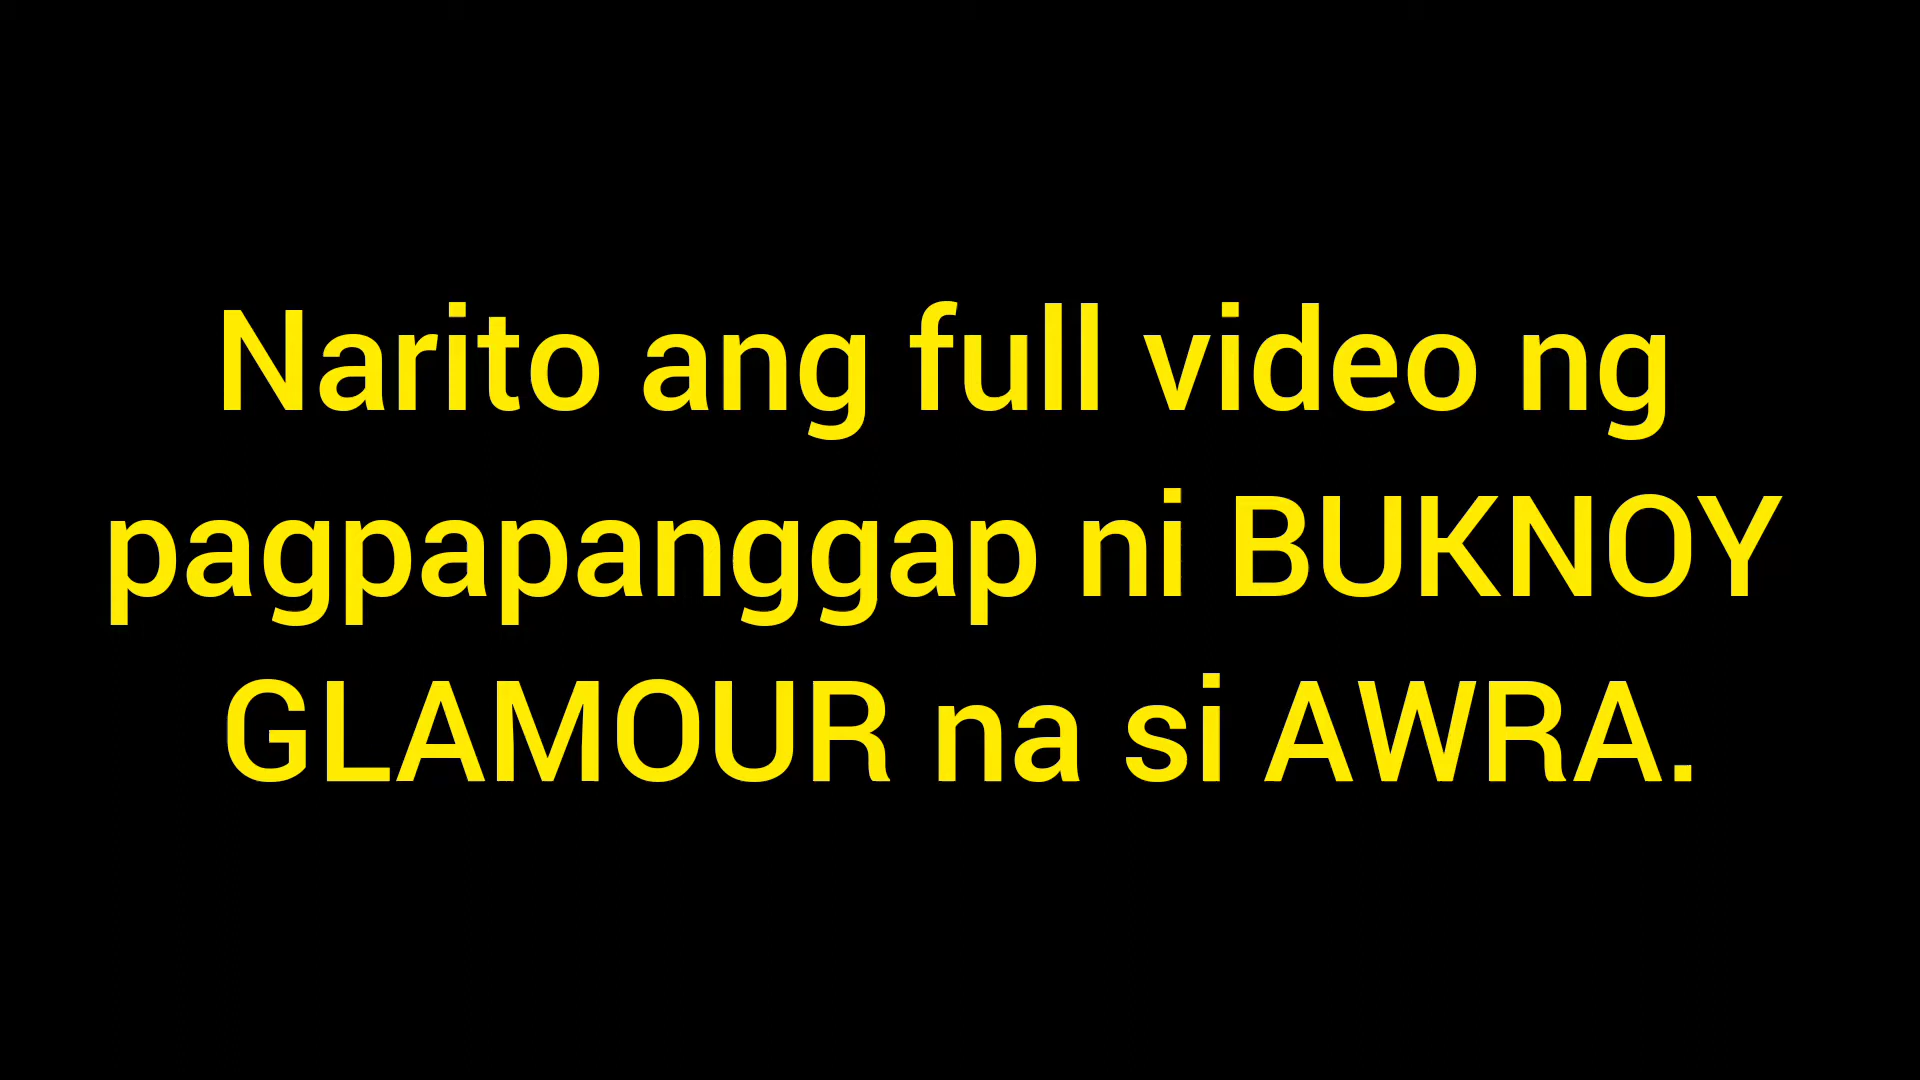 Narito ang full video ng
pagpapanggap ni BUKNOY
GLAMOUR na si AWRA.